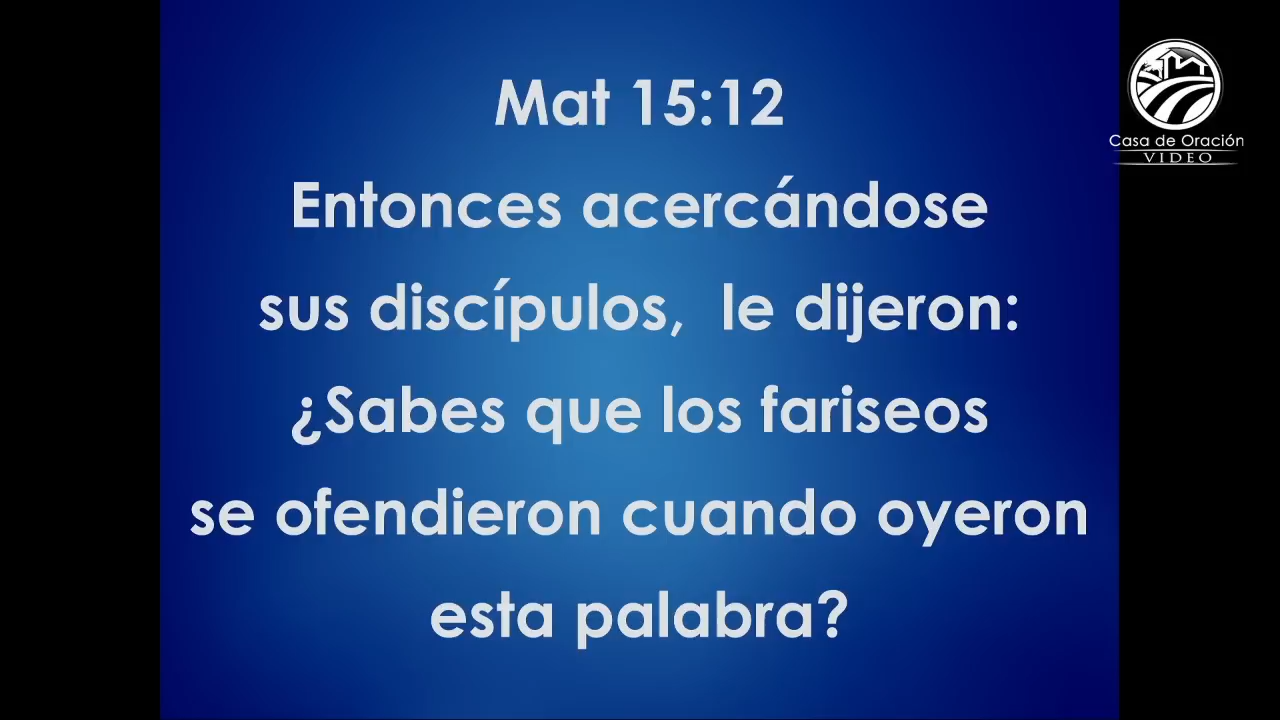 Mat 15:12
Entonces acercándose
sus discípulos,  le dijeron:
¿Sabes que los fariseos
se ofendieron cuando oyeron
esta palabra?
Casa de Oración
VIDEO